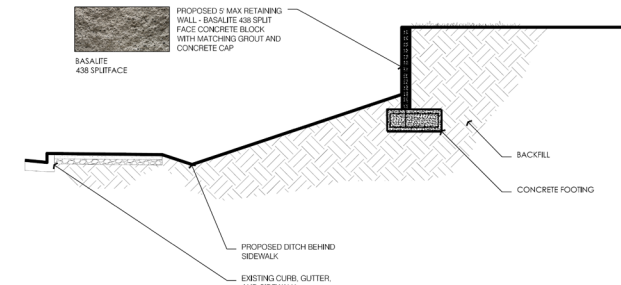 PROPOSED 5' MAX RETAINING
WALL - BASALITE 438 SPLIT
FACE CONCRETE BLOCK
WITH MATCHING GROUT AND
CONCRETE CAP
BASALITE
438 SPLITFACE
BACKFILL
CONCRETE FOOTING
PROPOSED DITCH BEHIND
SIDEWALK
EXISTING CURB, GUTTER,